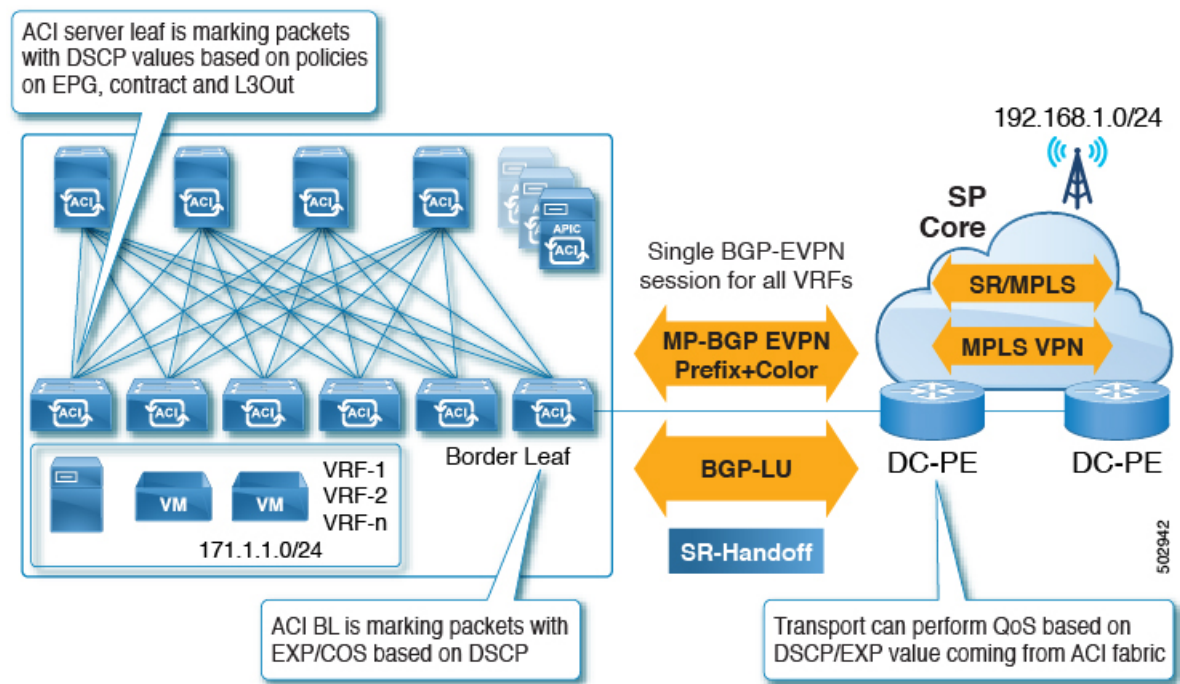 ACI server leaf is marking packets
with DSCP values based on policies
on EPG, contract and L3Out
192.168.1.0/24
ACI
ACI
ACI
ACI
APIC
ACI
SP
Core
Single BGP-EVPN
session for all VRFs
SR/MPLS
MP-BGP EVPN
Prefix+Color
MPLS VPN
ACI
ACI
ACI
ACI
ACI
ACI
Border Leaf
BGP-LU
DC-PE
DC-PE
VM
VM
VRF-1
VRF-2
VRF-n
171.1.1.0/24
SR-Handoff
502942
ACI BL is marking packets with
EXP/COS based on DSCP
Transport can perform QoS based on
DSCP/EXP value coming from ACI fabric